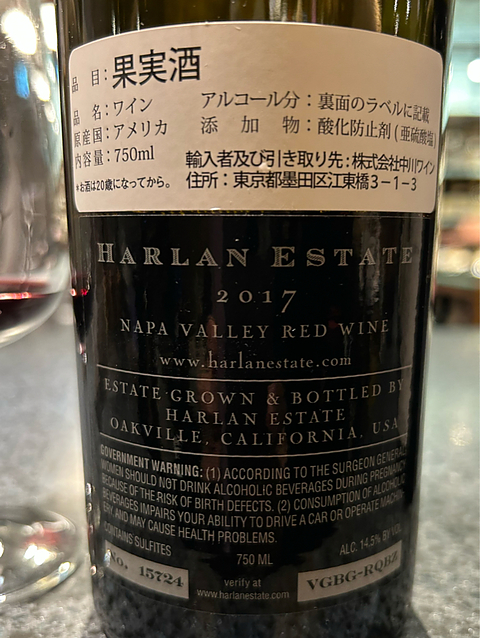 品 目：果実酒
品 名：ワイン アルコール分：裏面のラベルに記載
原産国：アメリカ 添 加 物：酸化防止剤(亜硫酸塩)
内容量：750ml 輸入者及び引き取り先：株式会社中川ワイン
*お酒は20歳になってから。 住所：東京都墨田区江東橋3-1-3
HARLAN ESTATE
2017
NAPA VALLEY RED WINE
www.harlanestate.com
ESTATE GROWN & BOTTLED BY
HARLAN ESTATE
OAKVILLE, CALIFORNIA, USA
GOVERNMENT WARNING: (1) ACCORDING TO THE SURGEON GENERAL
WOMEN SHOULD NOT DRINK ALCOHOLIC BEVERAGES DURING PREGNANCY
BECAUSE OF THE RISK OF BIRTH DEFECTS. (2) CONSUMPTION OF ALCOHOLIC
BEVERAGES IMPAIRS YOUR ABILITY TO DRIVE A CAR OR OPERATE MACHIN-
ERY, AND MAY CAUSE HEALTH PROBLEMS.
CONTAINS SULFITES 750 ML ALC. 14.5% BY VOL
No. 15724 verify at VGBG-RQBZ
www.harlanestate.com